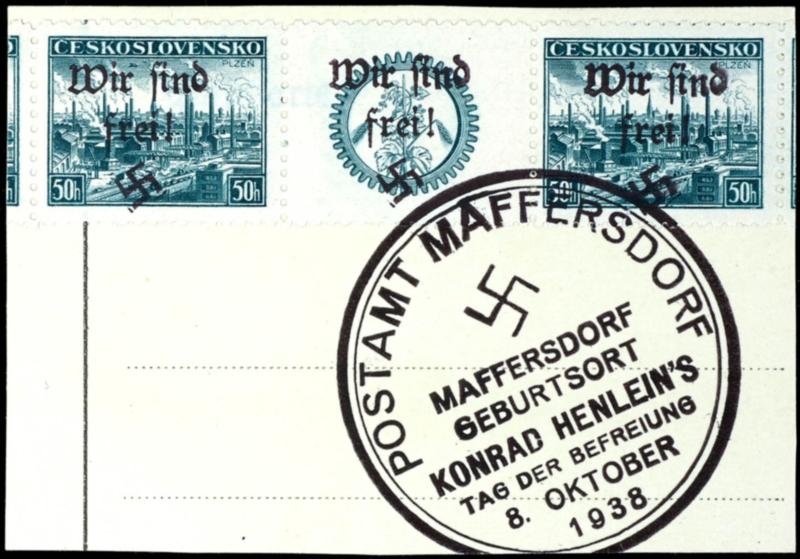 ČESKOSLOVENSKO
PLZEŇ
Wir sind
frei!
50h 50h
Wir sind
frei!
ČESKOSLOVENSKO
PLZEŇ
Wir sind
frei!
50h 50h
POSTAMT MAFFERSDORF
MAFFERSDORF
GEBURTSORT
KONRAD HENLEIN'S
TAG DER BEFREIUNG
8. OKTOBER
1938